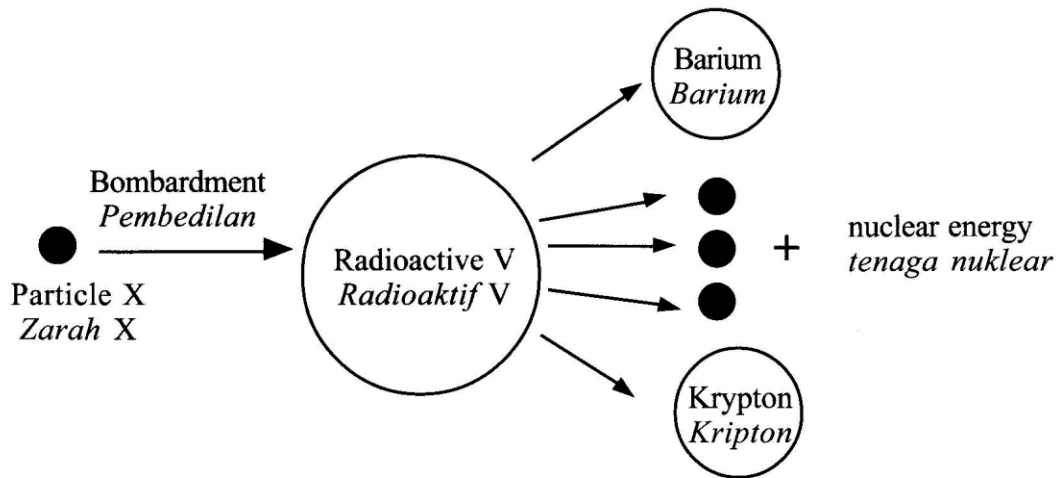 Barium
Barium
Bombardment
Pembedilan
Particle X
Zarah X
Radioactive V
Radioaktif V
+
nuclear energy
tenaga nuklear
Krypton
Kripton